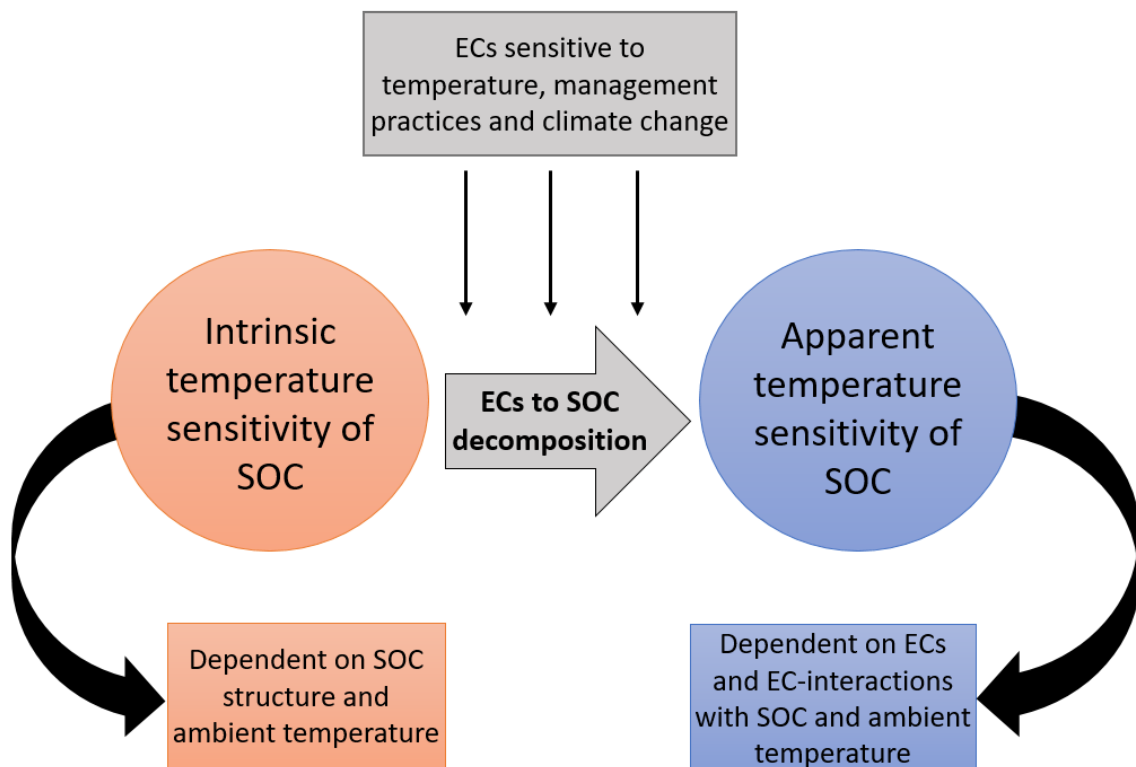 ECs sensitive to
temperature, management
practices and climate change
Intrinsic
temperature
sensitivity of
SOC
ECs to SOC
decomposition
Apparent
temperature
sensitivity of
SOC
Dependent on SOC
structure and
ambient temperature
Dependent on ECs
and EC-interactions
with SOC and ambient
temperature